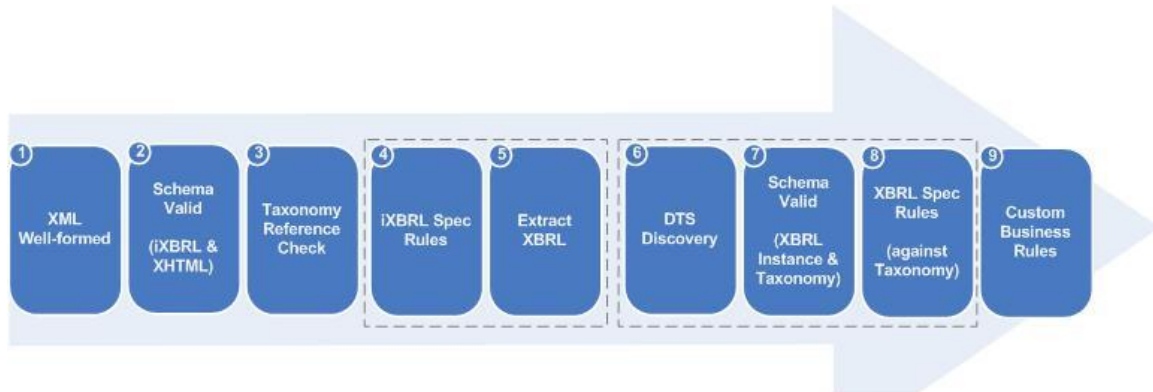 1
XML
Well-formed
2
Schema
Valid
(iXBRL &
XHTML)
3
Taxonomy
Reference
Check
4
iXBRL Spec
Rules
5
Extract
XBRL
6
DTS
Discovery
7
Schema
Valid
(XBRL
Instance &
Taxonomy)
8
XBRL Spec
Rules
(against
Taxonomy)
9
Custom
Business
Rules